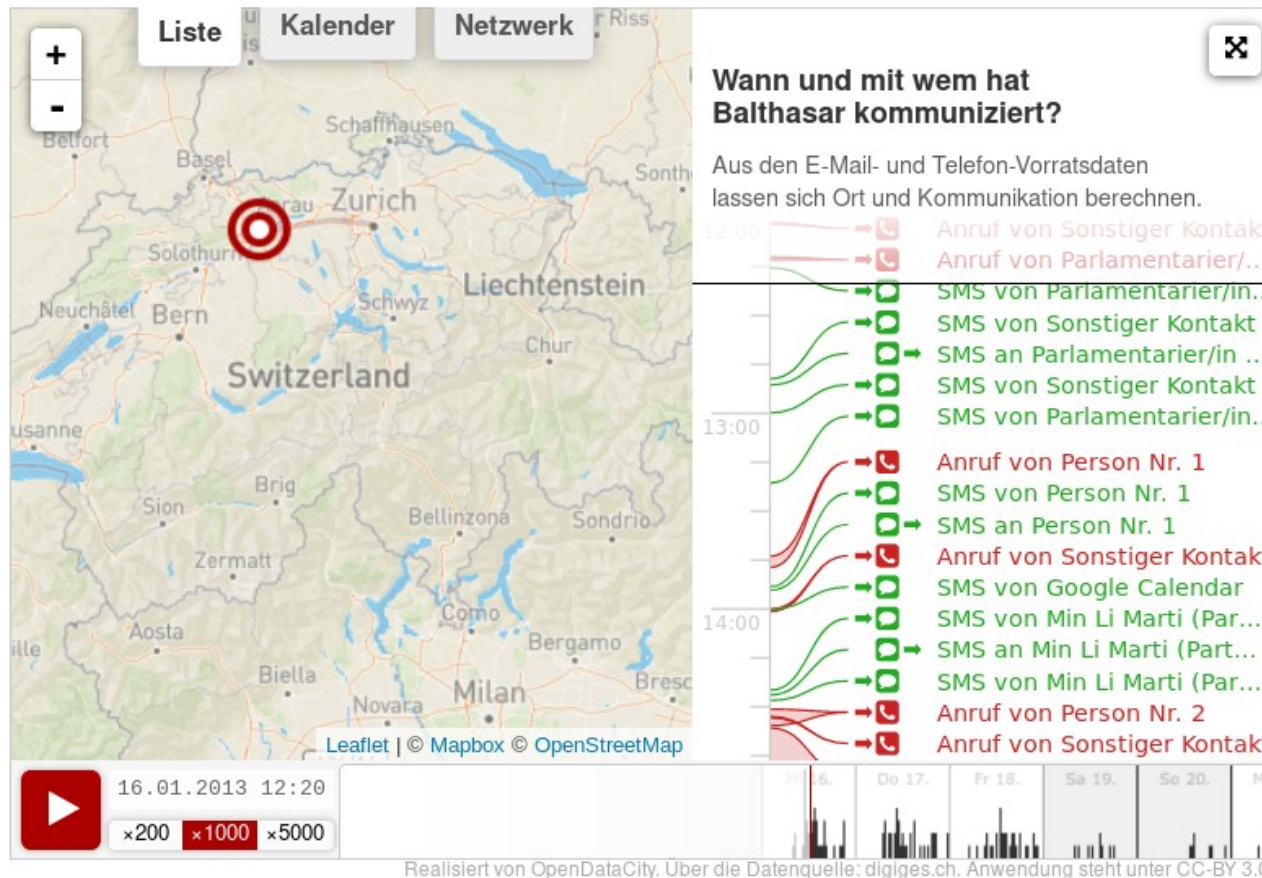 Liste
Kalender
Netzwerk
Riss
+
-
Belfort
Schaffhausen
Basel
Zurich
Solothurn
Liechtenstein
Neuchâtel
Schwyz
Bern
Chur
Switzerland
usanne
Sion
Brig
Bellinzona
Sondrio
Zermatt
Aosta
Como
Bergamo
ille
Biella
Milan
Novara
Bresc
Leaflet | © Mapbox © OpenStreetMap
Wann und mit wem hat
Balthasar kommuniziert?
Aus den E-Mail- und Telefon-Vorratsdaten
lassen sich Ort und Kommunikation berechnen.
12:00
Anruf von Sonstiger Kontak
Anruf von Parlamentarier/...
SMS von Parlamentarier/in...
SMS von Sonstiger Kontakt
SMS an Parlamentarier/in ...
SMS von Sonstiger Kontakt
SMS von Parlamentarier/in...
13:00
Anruf von Person Nr. 1
SMS von Person Nr. 1
SMS an Person Nr. 1
Anruf von Sonstiger Kontak
SMS von Google Calendar
SMS von Min Li Marti (Par...
14:00
SMS an Min Li Marti (Part...
SMS von Min Li Marti (Par...
Anruf von Person Nr. 2
Anruf von Sonstiger Kontak
16.01.2013 12:20
×200
×1000
×5000
16.
Do 17.
Fr 18.
Sa 19.
So 20.
Realisiert von OpenDataCity. Über die Datenquelle: digiges.ch. Anwendung steht unter CC-BY 3.0